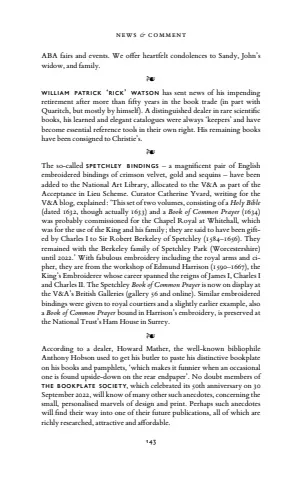 NEWS & COMMENT
ABA fairs and events. We offer heartfelt condolences to Sandy, John's
widow, and family.
❧
WILLIAM PATRICK 'RICK' WATSON has sent news of his impending
retirement after more than fifty years in the book trade (in part with
Quaritch, but mostly by himself). A distinguished dealer in rare scientific
books, his learned and elegant catalogues were always 'keepers' and have
become essential reference tools in their own right. His remaining books
have been consigned to Christie's.
❧
The so-called SPETCHLEY BINDINGS – a magnificent pair of English
embroidered bindings of crimson velvet, gold and sequins – have been
added to the National Art Library, allocated to the V&A as part of the
Acceptance in Lieu Scheme. Curator Catherine Yvard, writing for the
V&A blog, explained: 'This set of two volumes, consisting of a Holy Bible
(dated 1632, though actually 1633) and a Book of Common Prayer (1634)
was probably commissioned for the Chapel Royal at Whitehall, which
was for the use of the King and his family; they are said to have been gift-
ed by Charles I to Sir Robert Berkeley of Spetchley (1584–1656). They
remained with the Berkeley family of Spetchley Park (Worcestershire)
until 2022.' With fabulous embroidery including the royal arms and ci-
pher, they are from the workshop of Edmund Harrison (1590–1667), the
King's Embroiderer whose career spanned the reigns of James I, Charles I
and Charles II. The Spetchley Book of Common Prayer is now on display at
the V&A's British Galleries (gallery 56 and online). Similar embroidered
bindings were given to royal courtiers and a slightly earlier example, also
a Book of Common Prayer bound in Harrison's embroidery, is preserved at
the National Trust's Ham House in Surrey.
❧
According to a dealer, Howard Mather, the well-known bibliophile
Anthony Hobson used to get his butler to paste his distinctive bookplate
on his books and pamphlets, 'which makes it funnier when an occasional
one is found upside-down on the rear endpaper'. No doubt members of
THE BOOKPLATE SOCIETY, which celebrated its 50th anniversary on 30
September 2022, will know of many other such anecdotes, concerning the
small, personalised marvels of design and print. Perhaps such anecdotes
will find their way into one of their future publications, all of which are
richly researched, attractive and affordable.
143